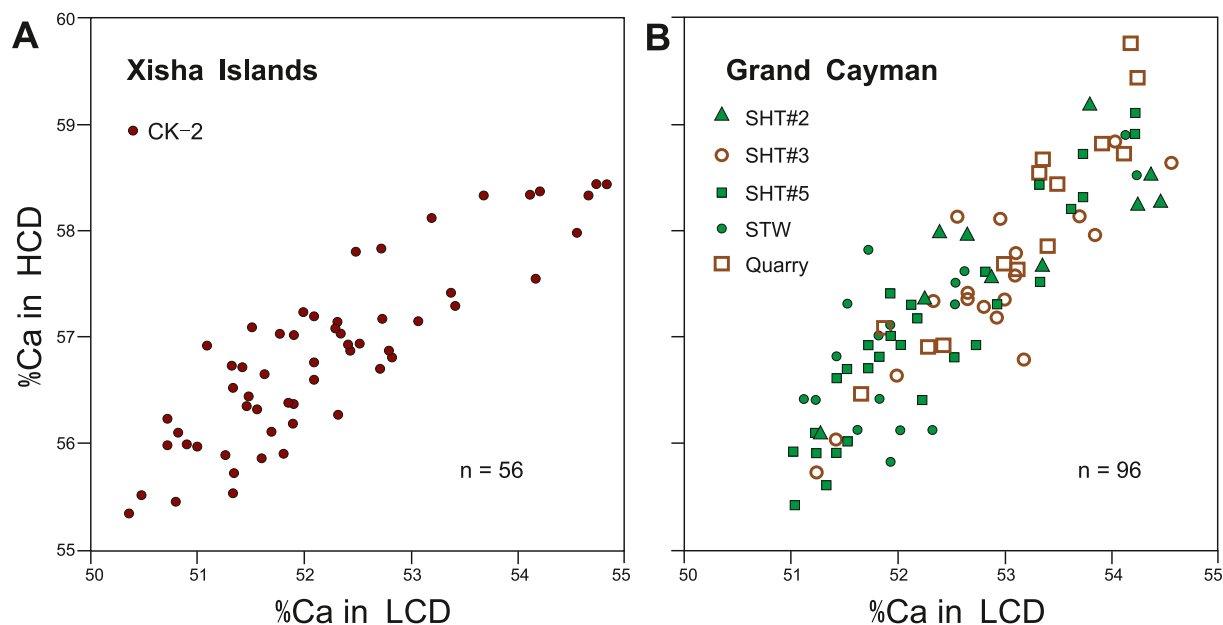 A
Xisha Islands
CK-2
n = 56
%Ca in HCD
60
59
58
57
56
55
50 51 52 53 54 55
%Ca in LCD
B
Grand Cayman
SHT#2
SHT#3
SHT#5
STW
Quarry
n = 96
50 51 52 53 54 55
%Ca in LCD